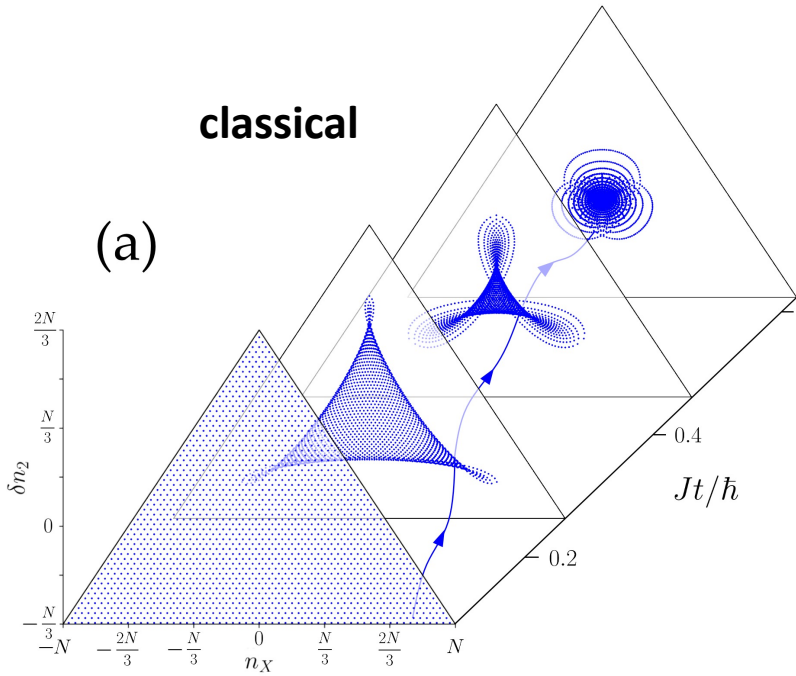 classical
(a)
2N/3
N/3
δn₂
0
−N/3
−N −2N/3 −N/3 0 N/3 2N/3 N
n_X
0.2
0.4
Jt/ħ